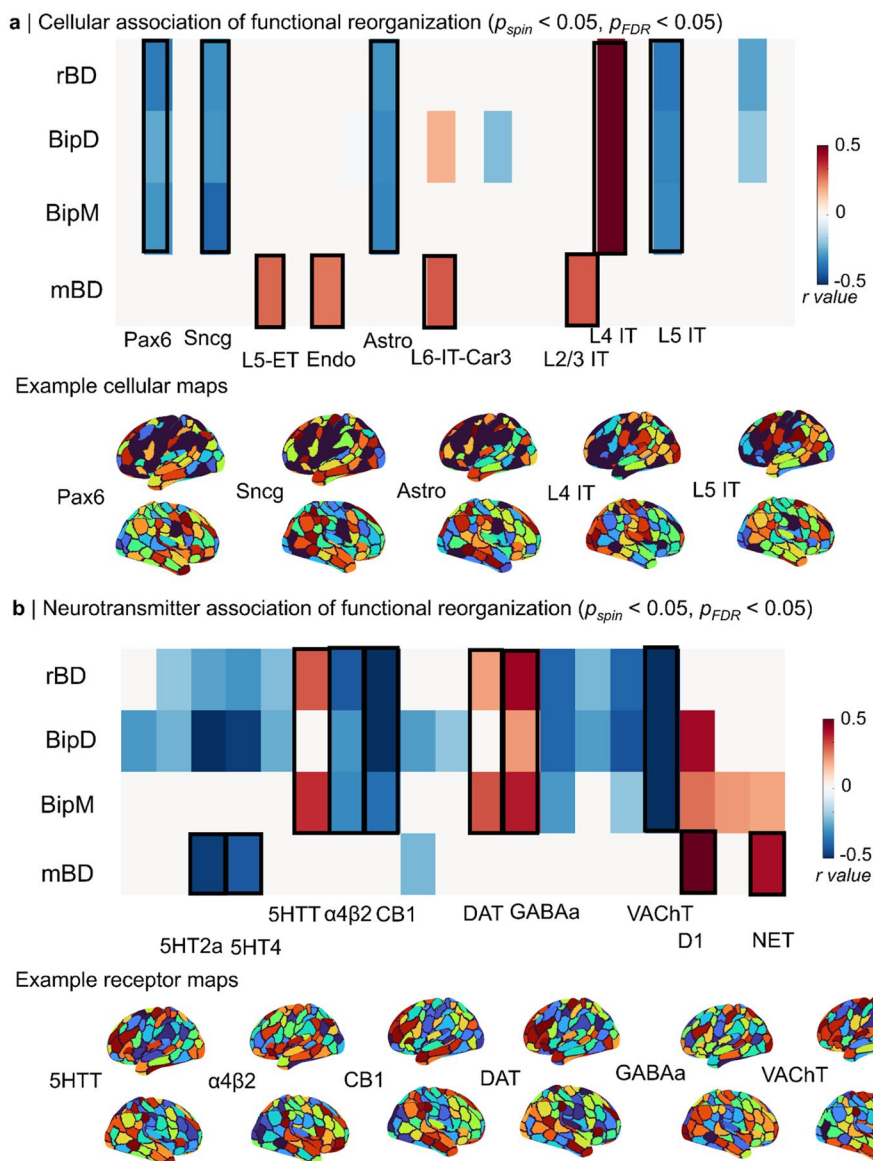 a | Cellular association of functional reorganization (pspin < 0.05, pFDR < 0.05)
rBD
BipD
BipM
mBD
0.5
0
-0.5
r value
Pax6 Sncg Astro L4 IT L5 IT
L5-ET Endo L6-IT-Car3 L2/3 IT
Example cellular maps
Pax6 Sncg Astro L4 IT L5 IT
b | Neurotransmitter association of functional reorganization (pspin < 0.05, pFDR < 0.05)
rBD
BipD
BipM
mBD
0.5
0
-0.5
r value
5HTT α4β2 CB1 DAT GABAa VAChT
5HT2a 5HT4 D1 NET
Example receptor maps
5HTT α4β2 CB1 DAT GABAa VAChT